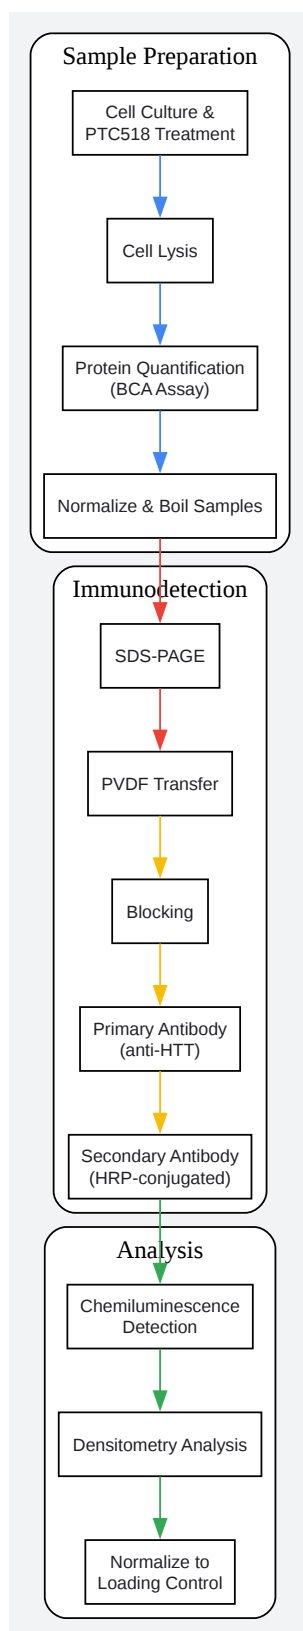 Sample Preparation
Cell Culture &
PTC518 Treatment
Cell Lysis
Protein Quantification
(BCA Assay)
Normalize & Boil Samples
Immunodetection
SDS-PAGE
PVDF Transfer
Blocking
Primary Antibody
(anti-HTT)
Secondary Antibody
(HRP-conjugated)
Analysis
Chemiluminescence
Detection
Densitometry Analysis
Normalize to
Loading Control